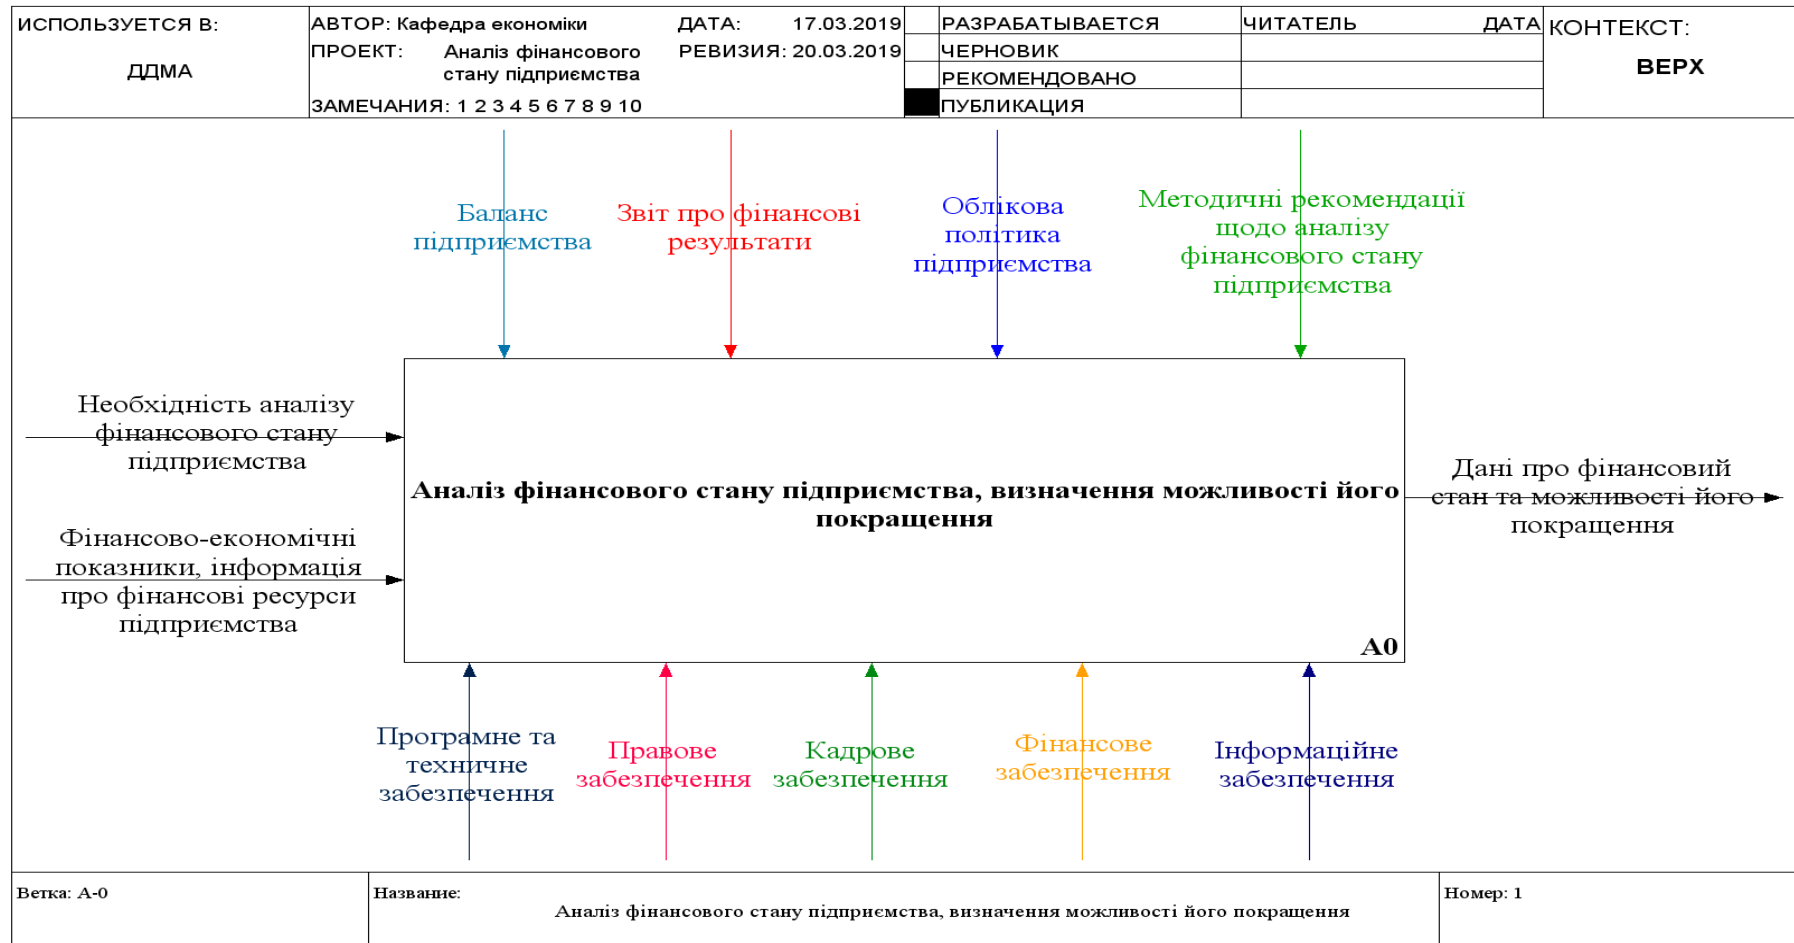 ИСПОЛЬЗУЕТСЯ В:
ДДМА
АВТОР: Кафедра економіки
ДАТА: 17.03.2019
ПРОЕКТ: Аналіз фінансового
стану підприємства
РЕВИЗИЯ: 20.03.2019
ЗАМЕЧАНИЯ: 1 2 3 4 5 6 7 8 9 10
РАЗРАБАТЫВАЕТСЯ
ЧЕРНОВИК
РЕКОМЕНДОВАНО
ПУБЛИКАЦИЯ
ЧИТАТЕЛЬ
ДАТА
КОНТЕКСТ:
ВЕРХ
Баланс
підприємства
Звіт про фінансові
результати
Облікова
політика
підприємства
Методичні рекомендації
щодо аналізу
фінансового стану
підприємства
Необхідність аналізу
фінансового стану
підприємства
Фінансово-економічні
показники, інформація
про фінансові ресурси
підприємства
Аналіз фінансового стану підприємства, визначення можливості його
покращення
A0
Дані про фінансовий
стан та можливості його
покращення
Програмне та
техничне
забезпечення
Правове
забезпечення
Кадрове
забезпечення
Фінансове
забезпечення
Інформаційне
забезпечення
Ветка: A-0
Название:
Аналіз фінансового стану підприємства, визначення можливості його покращення
Номер: 1